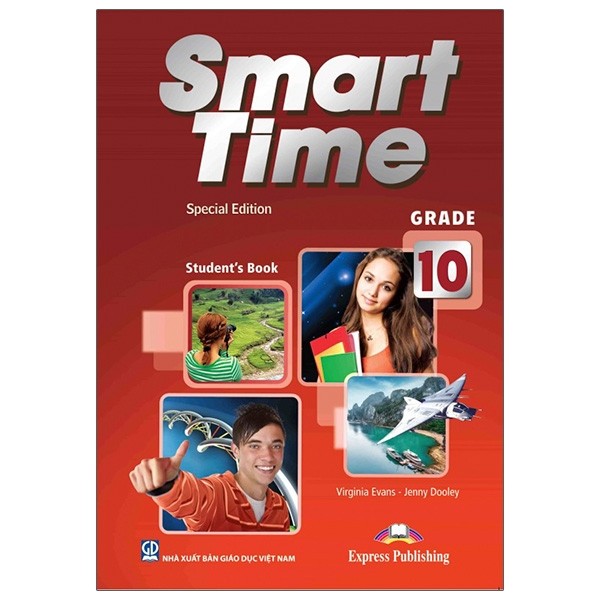 Smart
Time
Special Edition
GRADE
10
Student's Book
Virginia Evans - Jenny Dooley
GD
NHÀ XUẤT BẢN GIÁO DỤC VIỆT NAM
Express Publishing